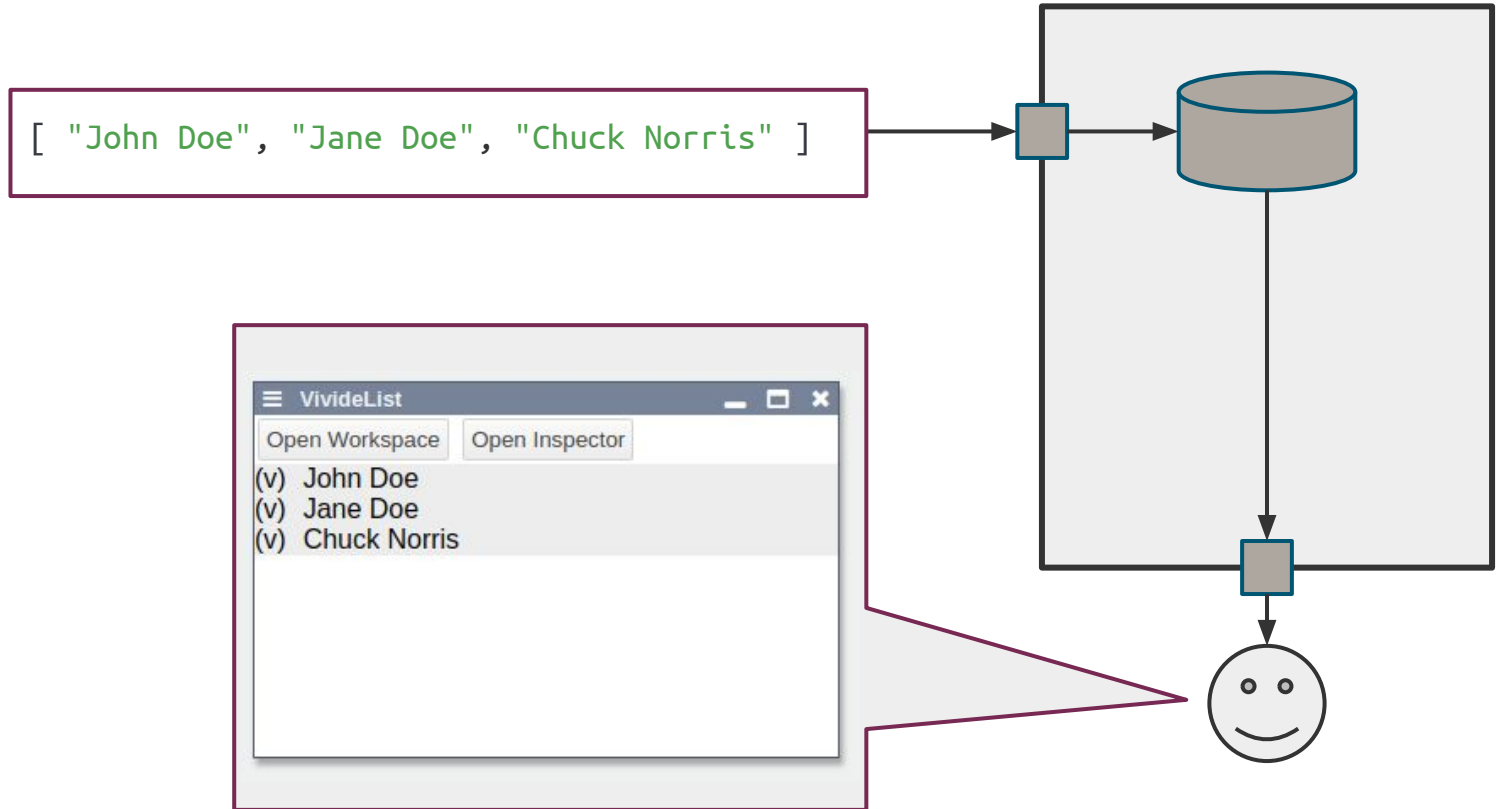 [ "John Doe", "Jane Doe", "Chuck Norris" ]
VivideList
Open Workspace Open Inspector
(v) John Doe
(v) Jane Doe
(v) Chuck Norris